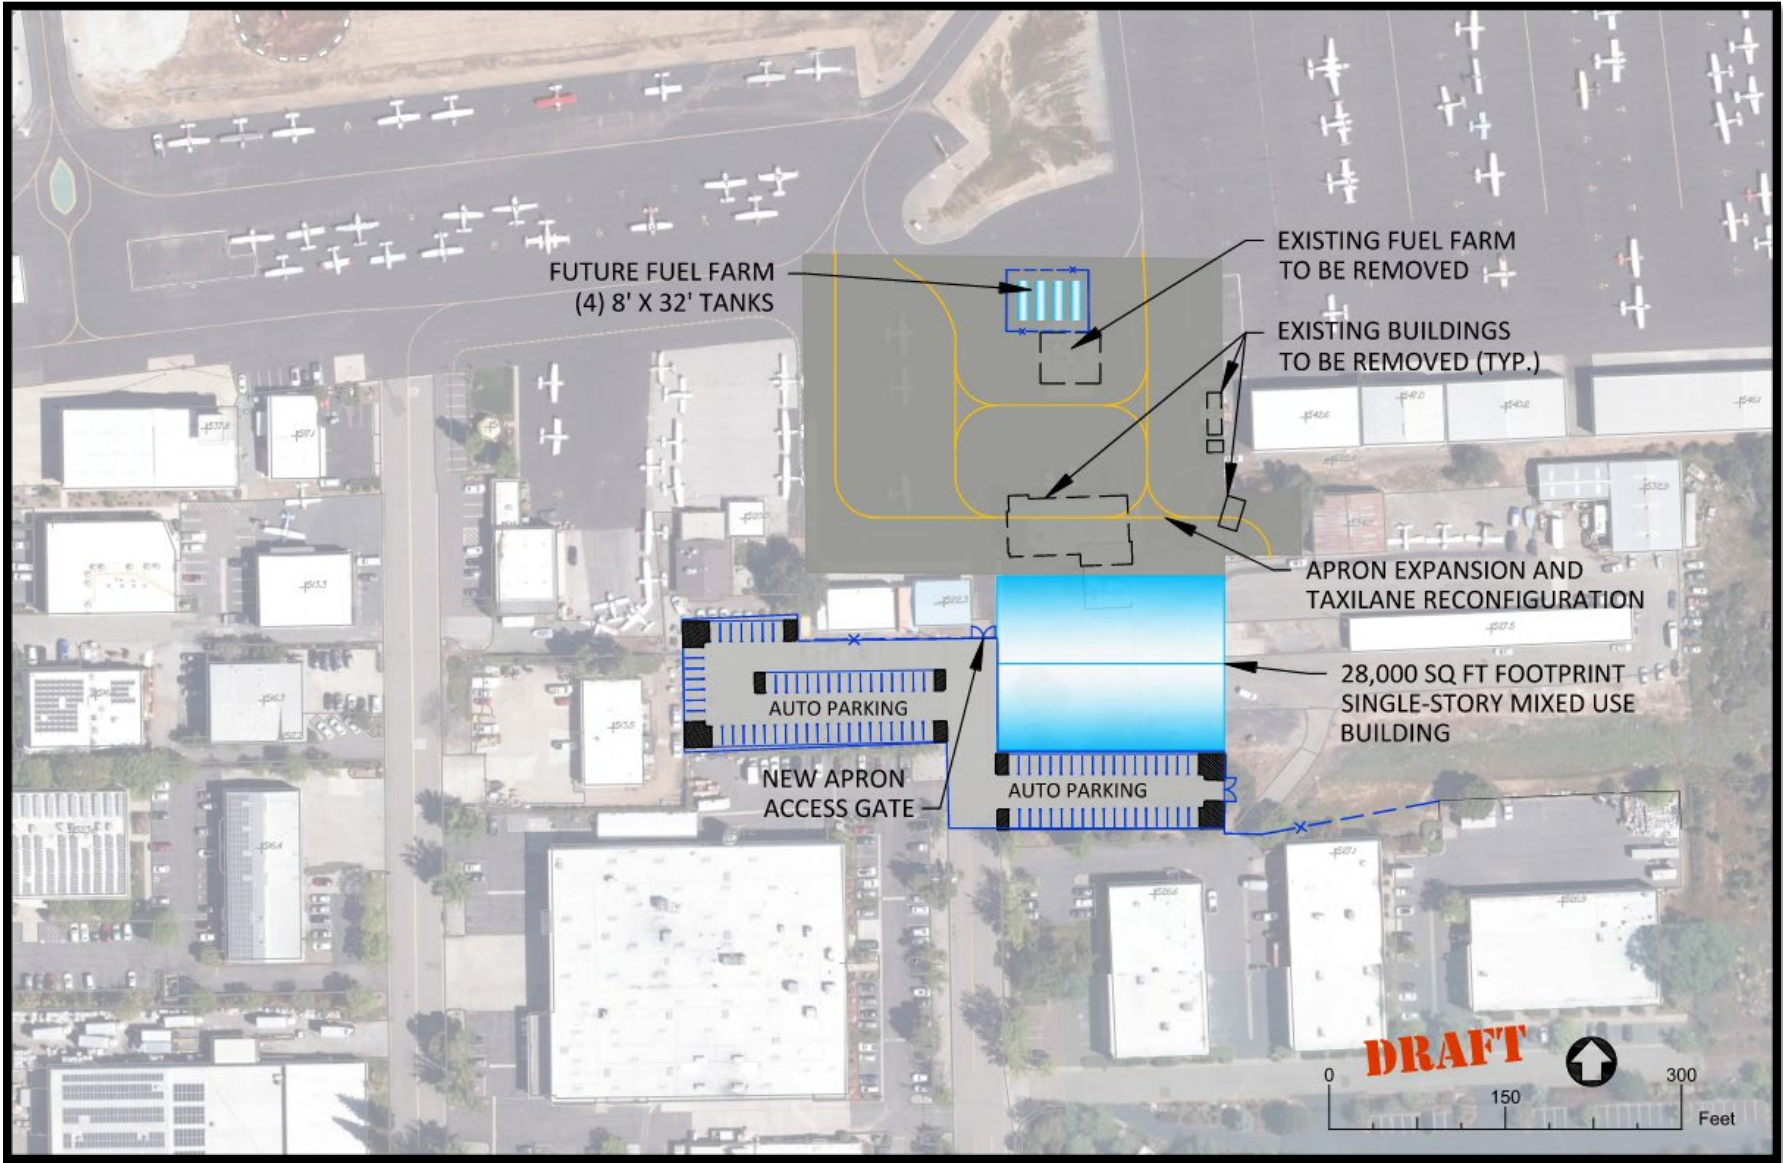 EXISTING FUEL FARM
TO BE REMOVED
FUTURE FUEL FARM
(4) 8' X 32' TANKS
EXISTING BUILDINGS
TO BE REMOVED (TYP.)
APRON EXPANSION AND
TAXILANE RECONFIGURATION
28,000 SQ FT FOOTPRINT
SINGLE-STORY MIXED USE
BUILDING
AUTO PARKING
NEW APRON
ACCESS GATE
AUTO PARKING
DRAFT
0 300
150
Feet